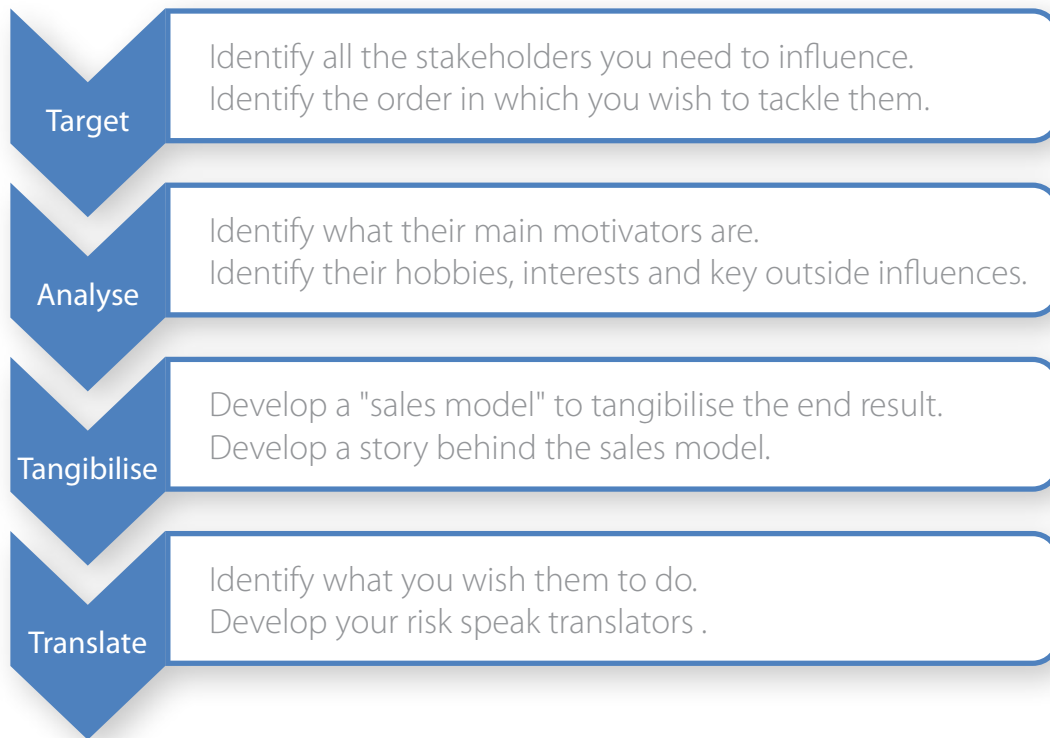 Target
Identify all the stakeholders you need to influence.
Identify the order in which you wish to tackle them.
Analyse
Identify what their main motivators are.
Identify their hobbies, interests and key outside influences.
Tangibilise
Develop a "sales model" to tangibilise the end result.
Develop a story behind the sales model.
Translate
Identify what you wish them to do.
Develop your risk speak translators .